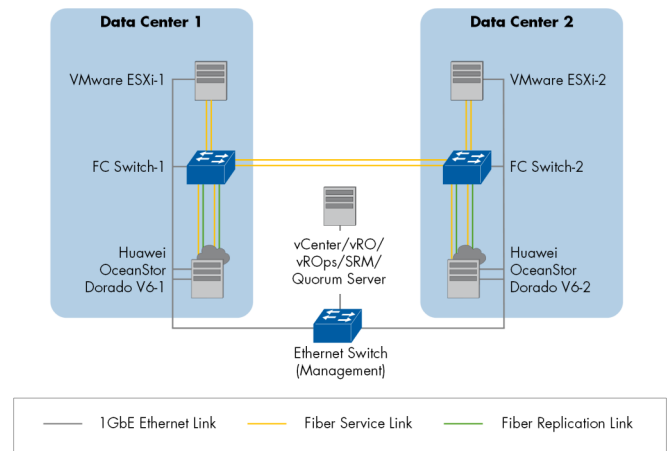 Data Center 1
Data Center 2
VMware ESXi-1
VMware ESXi-2
FC Switch-1
FC Switch-2
vCenter/vRO/
vROps/SRM/
Quorum Server
Huawei
OceanStor
Dorado V6-1
Huawei
OceanStor
Dorado V6-2
Ethernet Switch
(Management)
1GbE Ethernet Link
Fiber Service Link
Fiber Replication Link